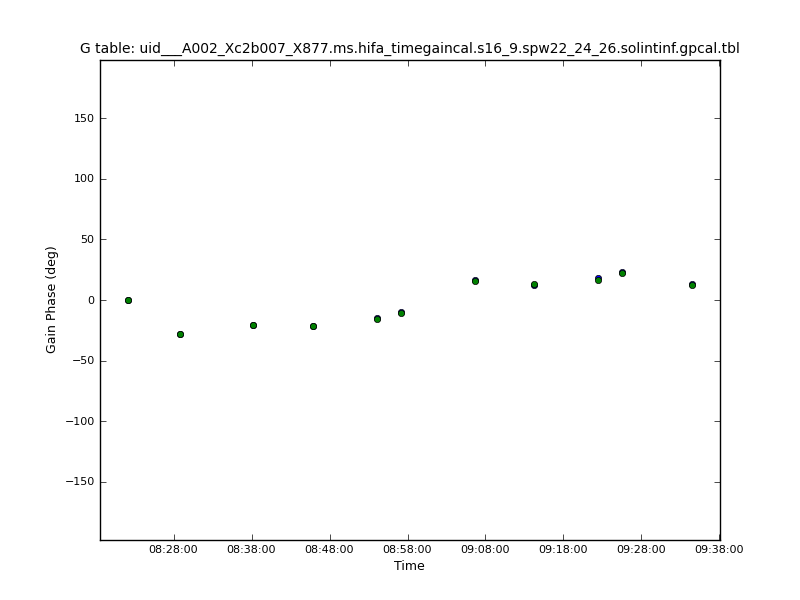 G table: uid___A002_Xc2b007_X877.ms.hifa_timegaincal.s16_9.spw22_24_26.solintinf.gpcal.tbl
150
100
50
0
−50
−100
−150
Gain Phase (deg)
08:28:00 08:38:00 08:48:00 08:58:00 09:08:00 09:18:00 09:28:00 09:38:00
Time